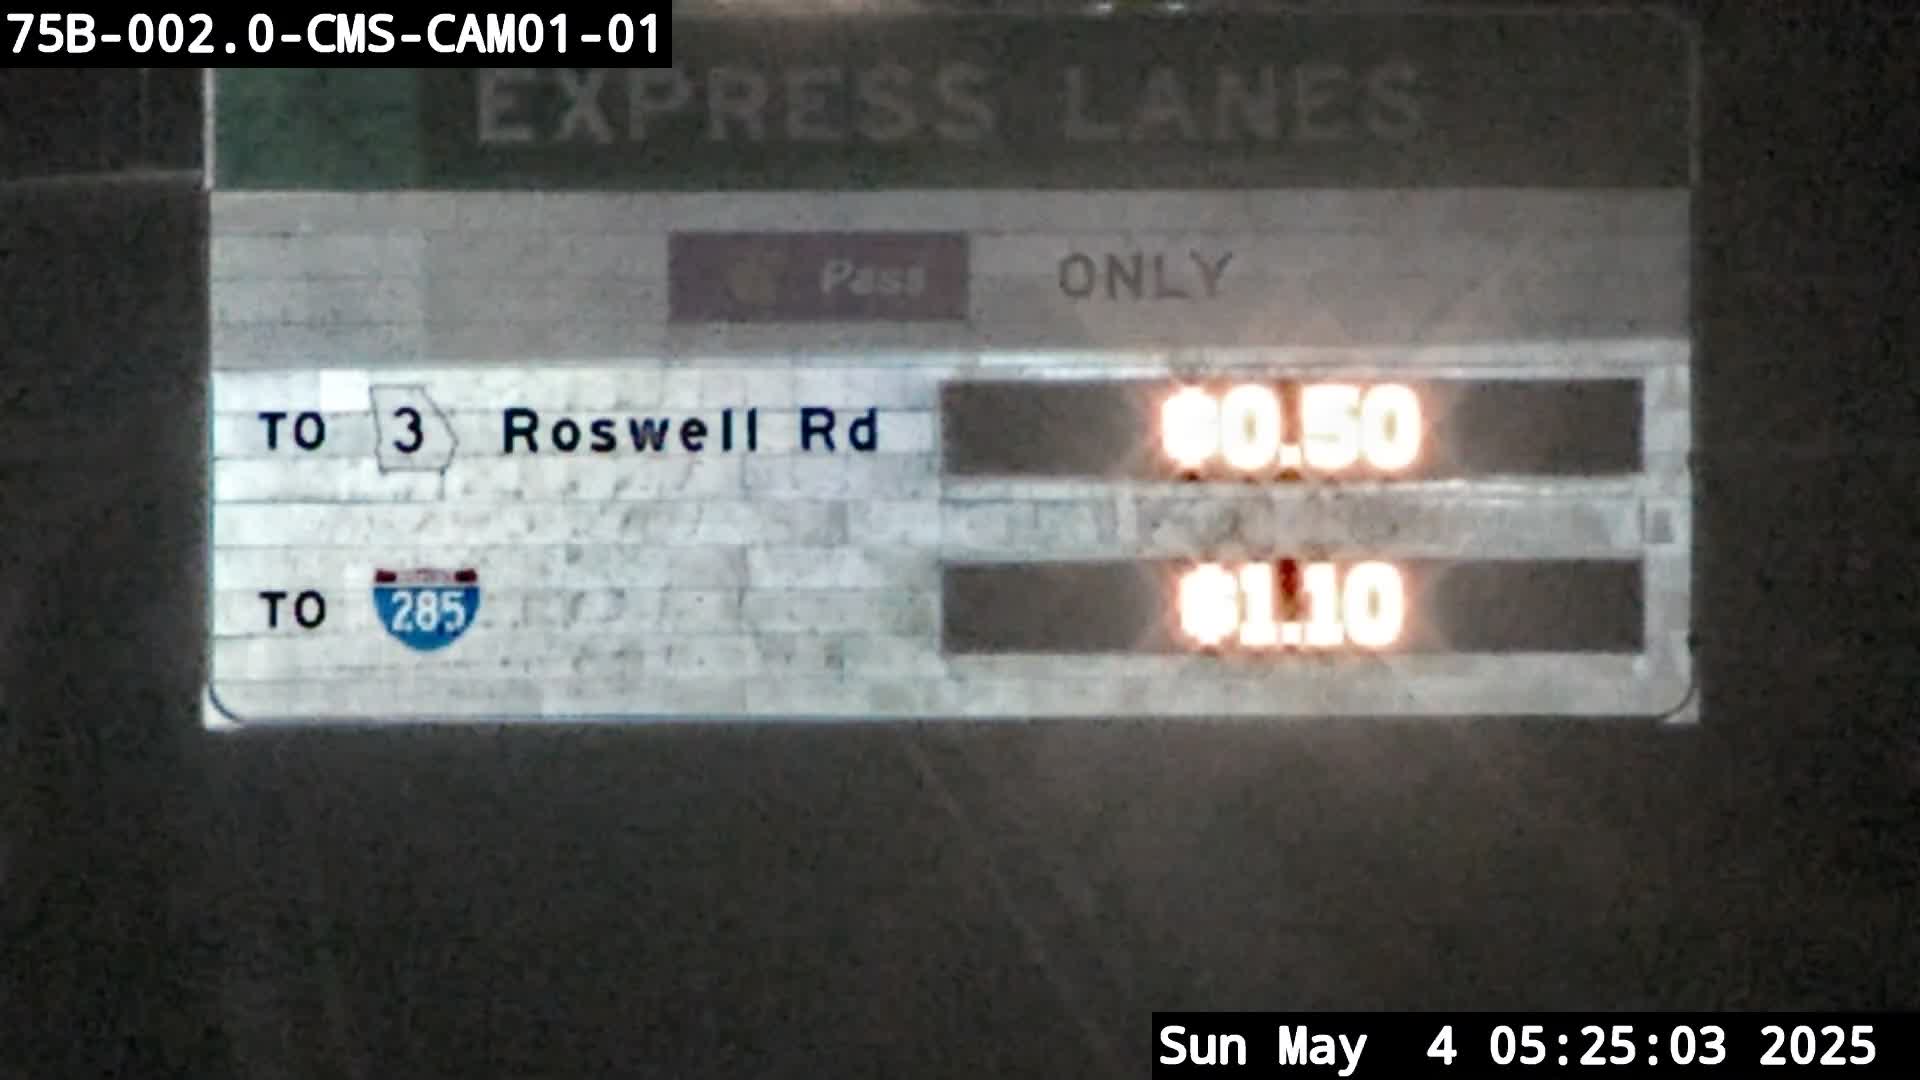 75B-002.0-CMS-CAM01-01
EXPRESS LANES
Pass ONLY
TO 3 Roswell Rd $0.50
TO 285 $1.10
Sun May 4 05:25:03 2025